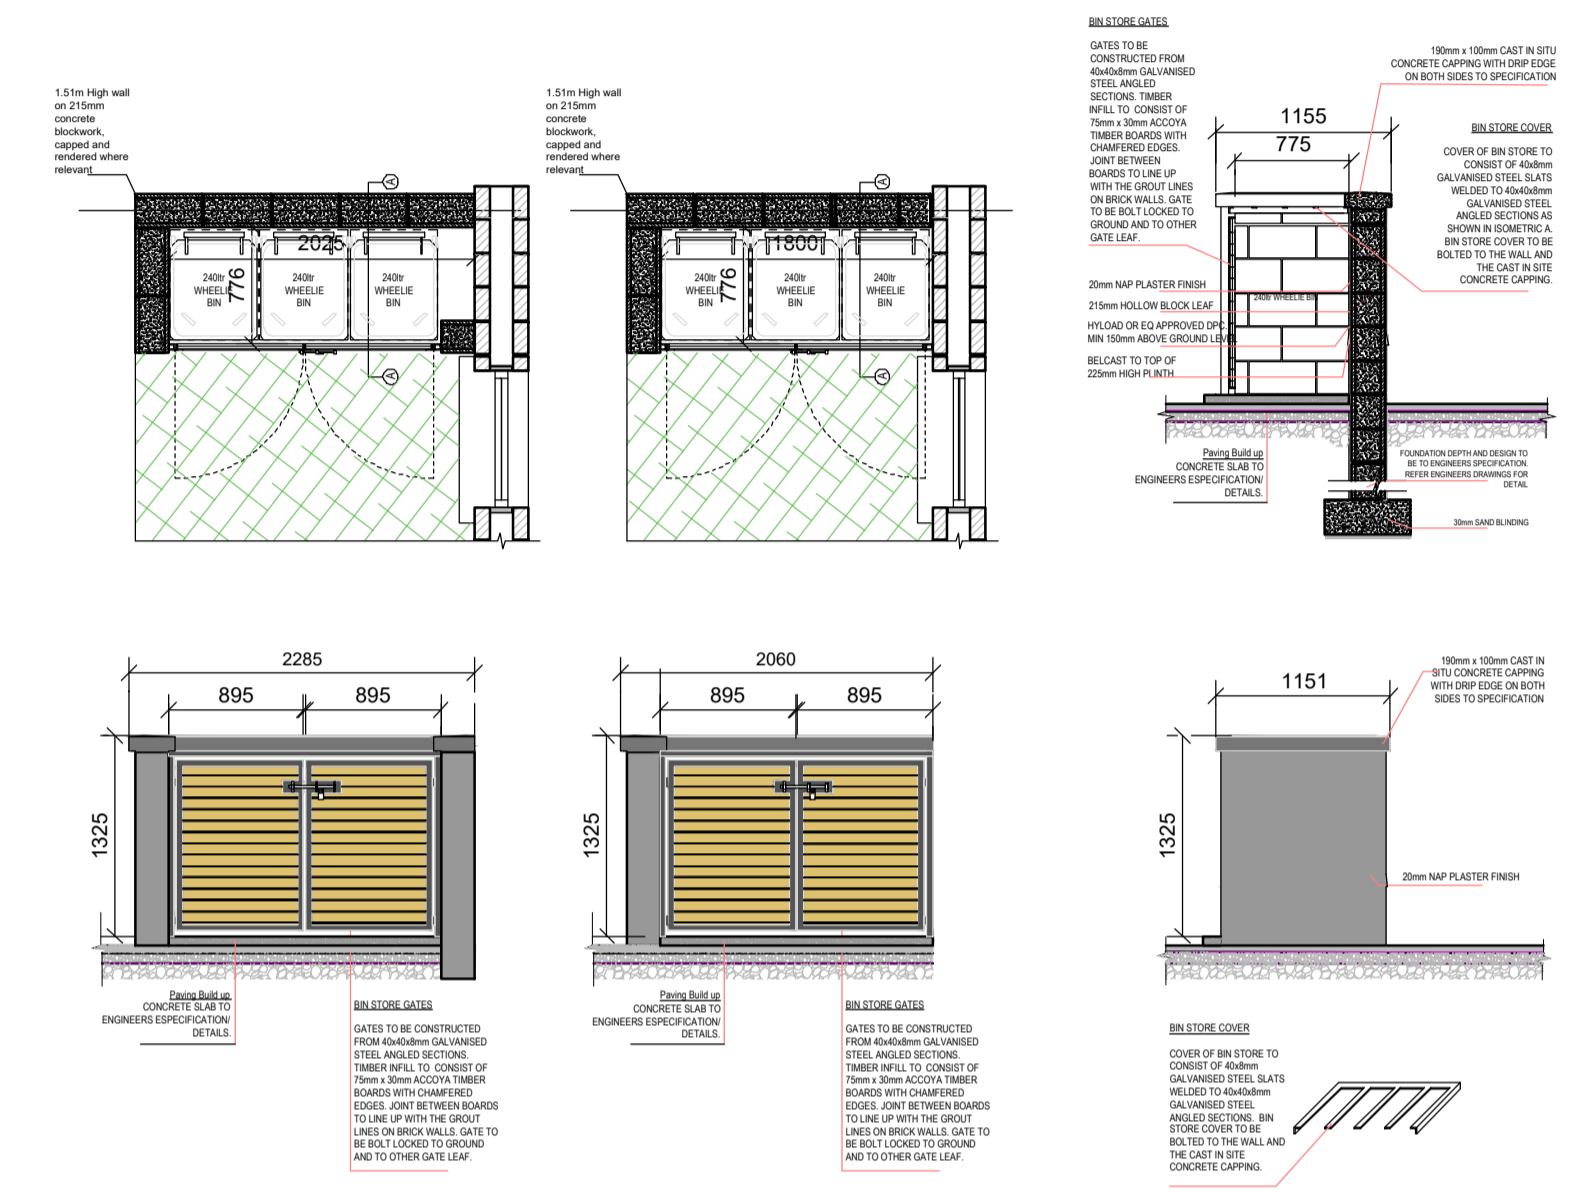 1.51m High wall
on 215mm
concrete
blockwork,
capped and
rendered where
relevant
A
2025
776
240ltr
WHEELIE
BIN
240ltr
WHEELIE
BIN
240ltr
WHEELIE
BIN
A
1.51m High wall
on 215mm
concrete
blockwork,
capped and
rendered where
relevant
A
1800
776
240ltr
WHEELIE
BIN
240ltr
WHEELIE
BIN
240ltr
WHEELIE
BIN
A
BIN STORE GATES
GATES TO BE
CONSTRUCTED FROM
40x40x8mm GALVANISED
STEEL ANGLED
SECTIONS. TIMBER
INFILL TO CONSIST OF
75mm x 30mm ACCOYA
TIMBER BOARDS WITH
CHAMFERED EDGES.
JOINT BETWEEN
BOARDS TO LINE UP
WITH THE GROUT LINES
ON BRICK WALLS. GATE
TO BE BOLT LOCKED TO
GROUND AND TO OTHER
GATE LEAF.
20mm NAP PLASTER FINISH
215mm HOLLOW BLOCK LEAF
HYLOAD OR EQ APPROVED DPC.
MIN 150mm ABOVE GROUND LEVEL
BELCAST TO TOP OF
225mm HIGH PLINTH
1155
775
240ltr WHEELIE BIN
190mm x 100mm CAST IN SITU
CONCRETE CAPPING WITH DRIP EDGE
ON BOTH SIDES TO SPECIFICATION
BIN STORE COVER
COVER OF BIN STORE TO
CONSIST OF 40x8mm
GALVANISED STEEL SLATS
WELDED TO 40x40x8mm
GALVANISED STEEL
ANGLED SECTIONS AS
SHOWN IN ISOMETRIC A.
BIN STORE COVER TO BE
BOLTED TO THE WALL AND
THE CAST IN SITE
CONCRETE CAPPING.
Paving Build up
CONCRETE SLAB TO
ENGINEERS ESPECIFICATION/
DETAILS.
FOUNDATION DEPTH AND DESIGN TO
BE TO ENGINEERS SPECIFICATION.
REFER ENGINEERS DRAWINGS FOR
DETAIL
30mm SAND BLINDING
2285
895
895
1325
Paving Build up
CONCRETE SLAB TO
ENGINEERS ESPECIFICATION/
DETAILS.
BIN STORE GATES
GATES TO BE CONSTRUCTED
FROM 40x40x8mm GALVANISED
STEEL ANGLED SECTIONS.
TIMBER INFILL TO CONSIST OF
75mm x 30mm ACCOYA TIMBER
BOARDS WITH CHAMFERED
EDGES. JOINT BETWEEN BOARDS
TO LINE UP WITH THE GROUT
LINES ON BRICK WALLS. GATE TO
BE BOLT LOCKED TO GROUND
AND TO OTHER GATE LEAF.
2060
895
895
1325
Paving Build up
CONCRETE SLAB TO
ENGINEERS ESPECIFICATION/
DETAILS.
BIN STORE GATES
GATES TO BE CONSTRUCTED
FROM 40x40x8mm GALVANISED
STEEL ANGLED SECTIONS.
TIMBER INFILL TO CONSIST OF
75mm x 30mm ACCOYA TIMBER
BOARDS WITH CHAMFERED
EDGES. JOINT BETWEEN BOARDS
TO LINE UP WITH THE GROUT
LINES ON BRICK WALLS. GATE TO
BE BOLT LOCKED TO GROUND
AND TO OTHER GATE LEAF.
1151
1325
190mm x 100mm CAST IN
SITU CONCRETE CAPPING
WITH DRIP EDGE ON BOTH
SIDES TO SPECIFICATION
20mm NAP PLASTER FINISH
BIN STORE COVER
COVER OF BIN STORE TO
CONSIST OF 40x8mm
GALVANISED STEEL SLATS
WELDED TO 40x40x8mm
GALVANISED STEEL
ANGLED SECTIONS. BIN
STORE COVER TO BE
BOLTED TO THE WALL AND
THE CAST IN SITE
CONCRETE CAPPING.